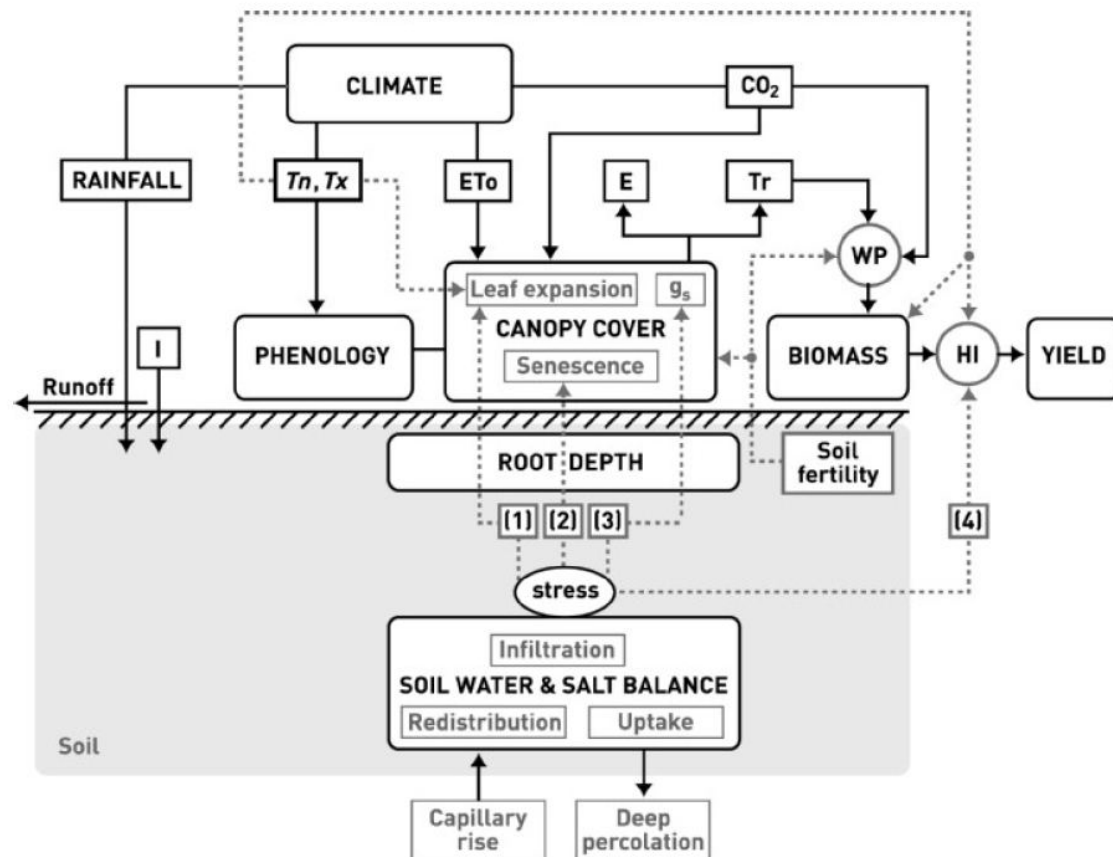 CLIMATE
CO₂
RAINFALL
Tn, Tx
ETo
E
Tr
WP
Leaf expansion
gₛ
CANOPY COVER
Senescence
I
PHENOLOGY
BIOMASS
HI
YIELD
Runoff
ROOT DEPTH
Soil
fertility
(1)
(2)
(3)
(4)
stress
Infiltration
SOIL WATER & SALT BALANCE
Redistribution
Uptake
Soil
Capillary
rise
Deep
percolation